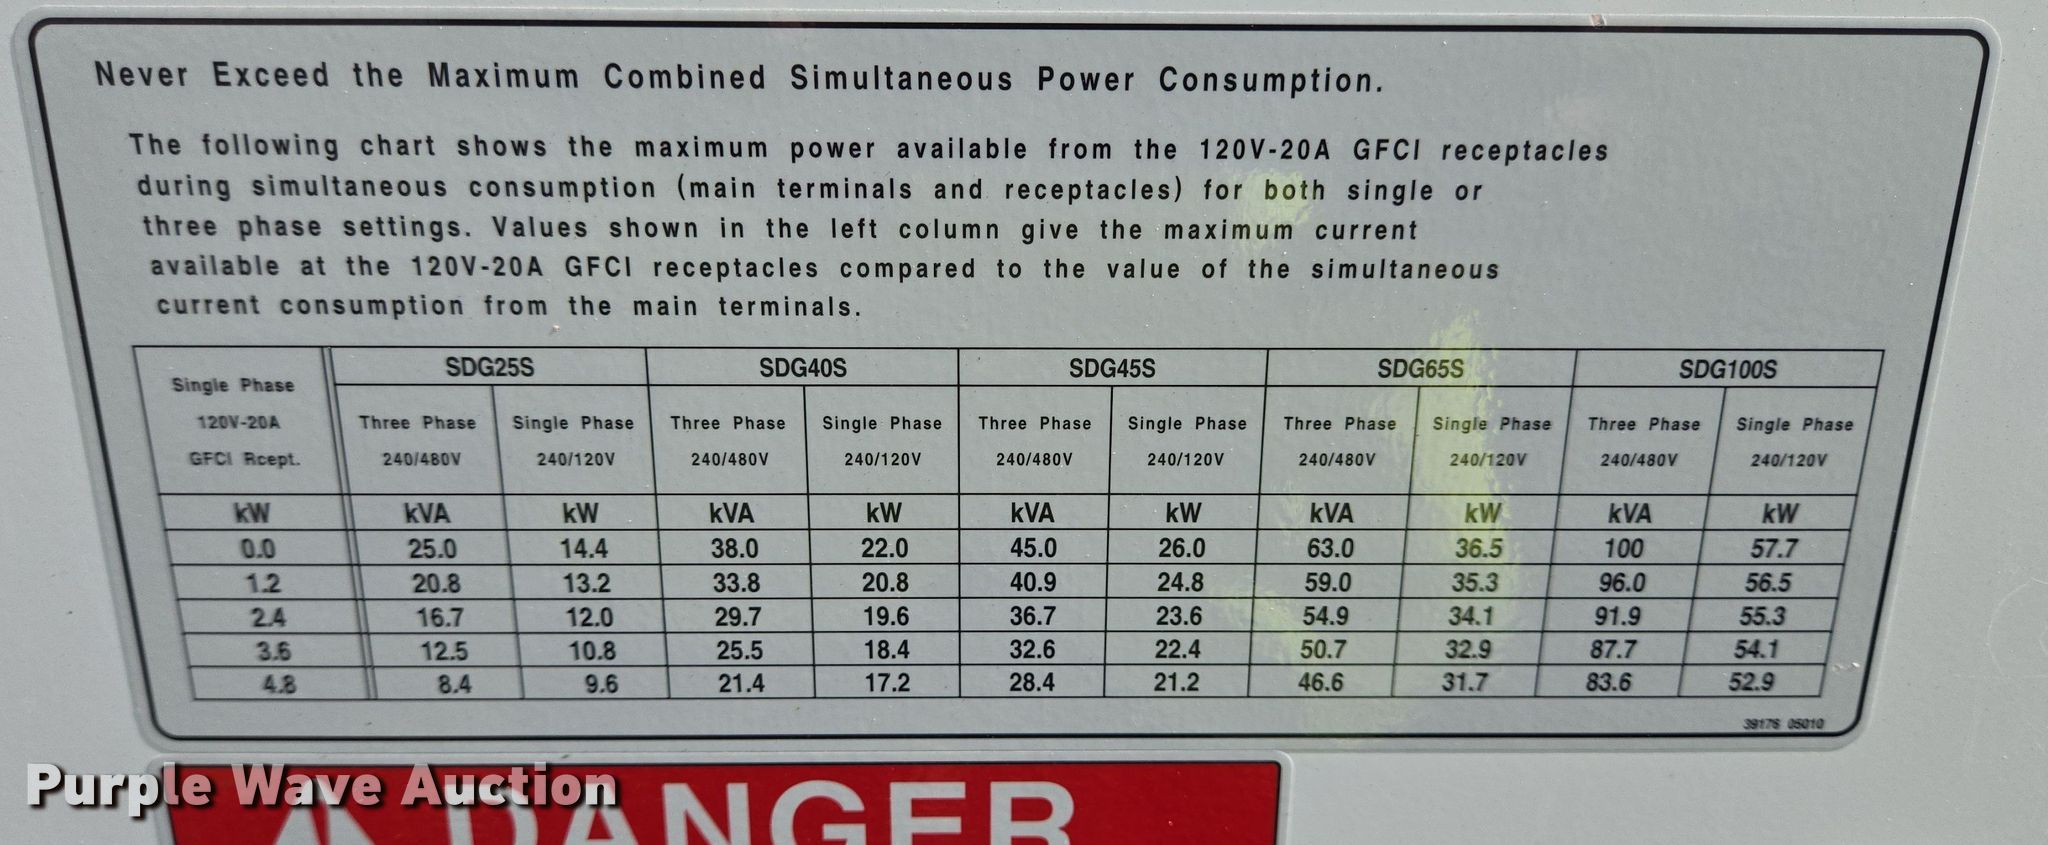 Never Exceed the Maximum Combined Simultaneous Power Consumption.
The following chart shows the maximum power available from the 120V-20A GFCI receptacles
during simultaneous consumption (main terminals and receptacles) for both single or
three phase settings. Values shown in the left column give the maximum current
available at the 120V-20A GFCI receptacles compared to the value of the simultaneous
current consumption from the main terminals.
SDG25S SDG40S SDG45S SDG65S SDG100S
Single Phase
120V-20A Three Phase Single Phase Three Phase Single Phase Three Phase Single Phase Three Phase Single Phase Three Phase Single Phase
GFCI Rcept. 240/480V 240/120V 240/480V 240/120V 240/480V 240/120V 240/480V 240/120V 240/480V 240/120V
kW kVA kW kVA kW kVA kW kVA kW kVA kW
0.0 25.0 14.4 38.0 22.0 45.0 26.0 63.0 36.5 100 57.7
1.2 20.8 13.2 33.8 20.8 40.9 24.8 59.0 35.3 96.0 56.5
2.4 16.7 12.0 29.7 19.6 36.7 23.6 54.9 34.1 91.9 55.3
3.6 12.5 10.8 25.5 18.4 32.6 22.4 50.7 32.9 87.7 54.1
4.8 8.4 9.6 21.4 17.2 28.4 21.2 46.6 31.7 83.6 52.9
39176 05010
Purple Wave Auction
DANGER